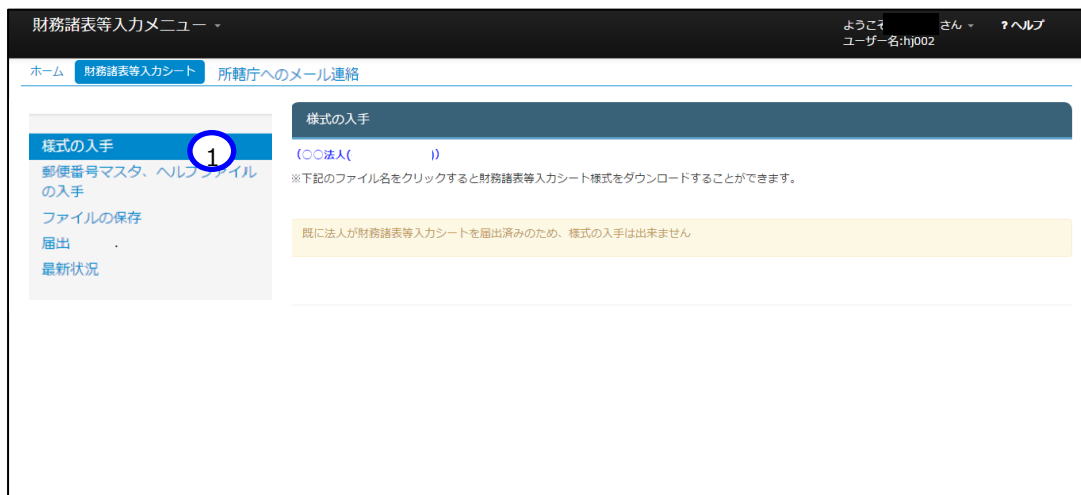 財務諸表等入力メニュー
ようこそ さん ?ヘルプ
ユーザー名:hj002
ホーム 財務諸表等入力シート 所轄庁へのメール連絡
様式の入手
様式の入手
1
(○○法人( ))
郵便番号マスタ、ヘルプファイル
の入手
※下記のファイル名をクリックすると財務諸表等入力シート様式をダウンロードすることができます。
ファイルの保存
届出 .
既に法人が財務諸表等入力シートを届出済みのため、様式の入手は出来ません
最新状況